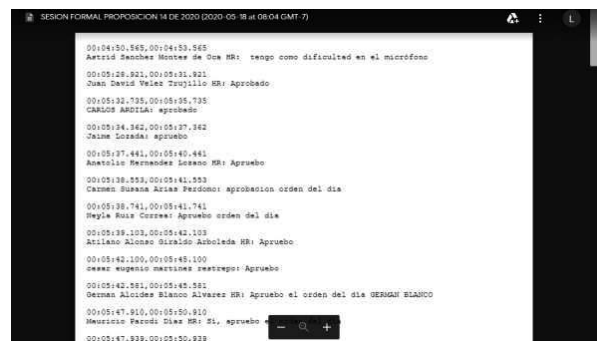 SESION FORMAL PROPOSICION 14 DE 2020 (2020-05-18 at 08:04 GMT-7)
L
00:04:50.565,00:04:53.565
Astrid Sanchez Montes de Oca HR: tengo como dificultad en el micrófono
00:05:28.921,00:05:31.921
Juan David Velez Trujillo HR: Aprobado
00:05:32.735,00:05:35.735
CARLOS ARDILA: aprobado
00:05:34.362,00:05:37.362
Jaime Lozada: apruebo
00:05:37.441,00:05:40.441
Anatolio Hernandez Lozano HR: Apruebo
00:05:38.553,00:05:41.553
Carmen Susana Arias Perdomo: aprobacion orden del dia
00:05:38.741,00:05:41.741
Neyla Ruiz Correa: Apruebo orden del dia
00:05:39.103,00:05:42.103
Atilano Alonso Giraldo Arboleda HR: Apruebo
00:05:42.100,00:05:45.100
cesar eugenio martinez restrepo: Apruebo
00:05:42.581,00:05:45.581
German Alcides Blanco Alvarez HR: Apruebo el orden del dia GERMAN BLANCO
00:05:47.910,00:05:50.910
Mauricio Parodi Diaz HR: Si, apruebo
00:05:47.939,00:05:50.939